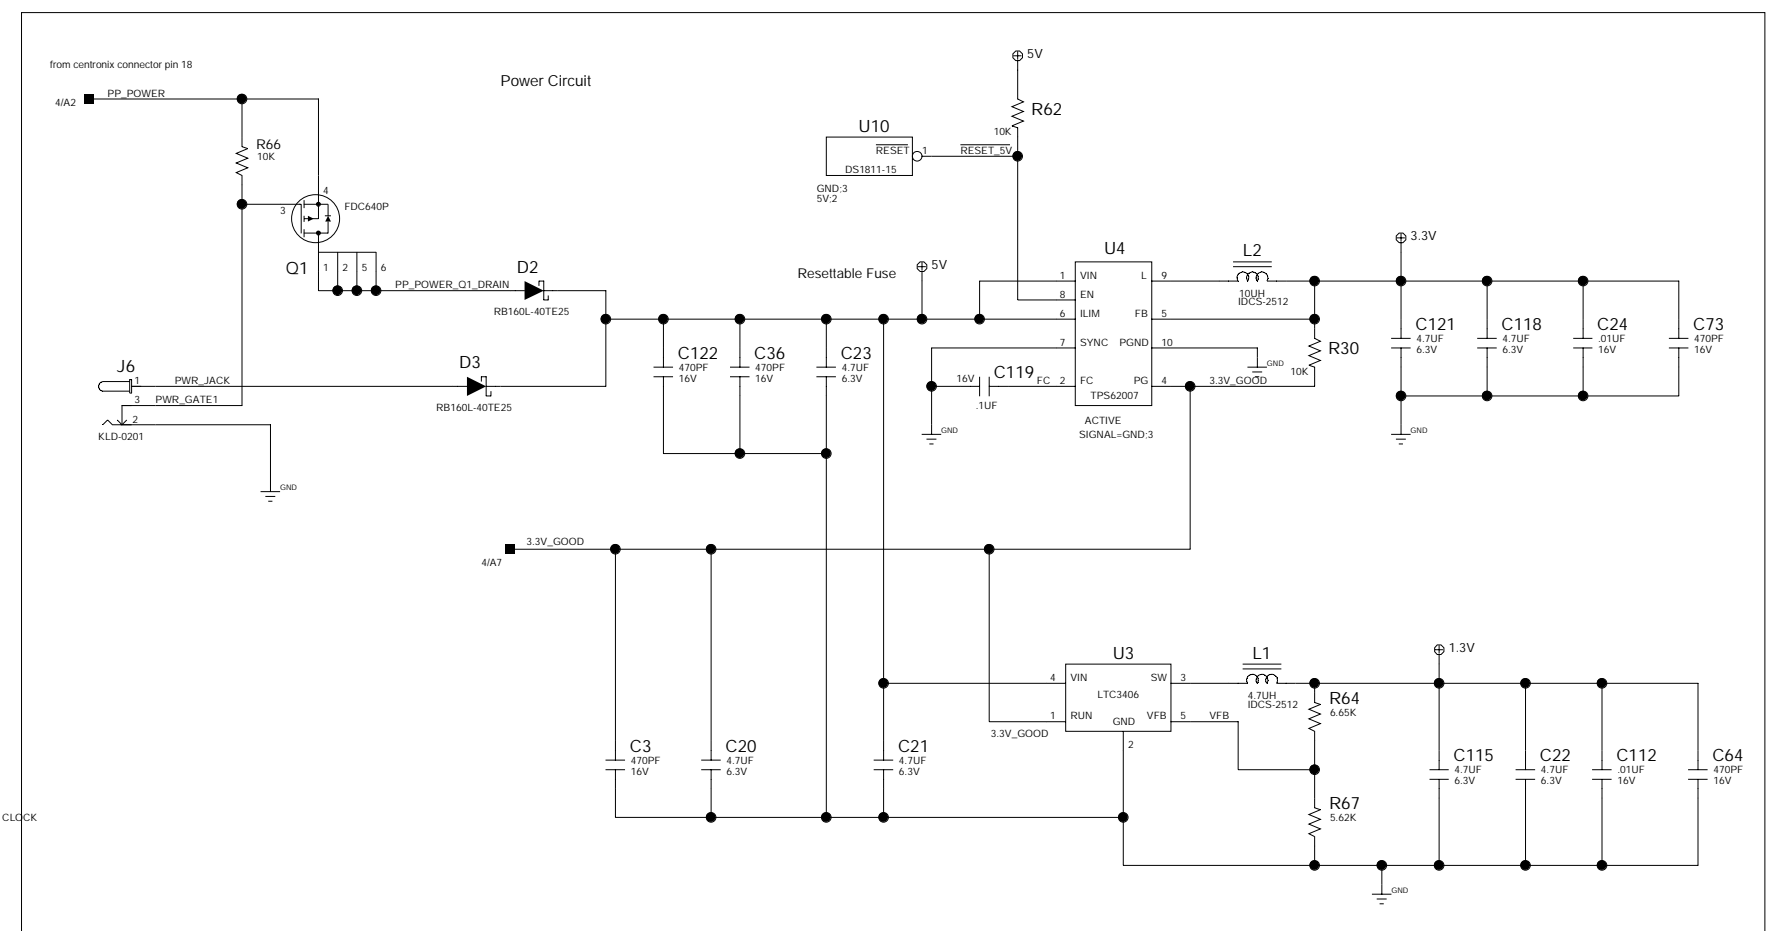 from centronix connector pin 18
Power Circuit
4/A2
PP_POWER
R66
10K
4
3
FDC640P
Q1
1
2
5
6
PP_POWER_Q1_DRAIN
D2
RB160L-40TE25
J6
1
PWR_JACK
3
PWR_GATE1
2
KLD-0201
GND
D3
RB160L-40TE25
C122
470PF
16V
C36
470PF
16V
C23
4.7UF
6.3V
Resettable Fuse
5V
U10
RESET
1
DS1811-15
GND;3
5V;2
RESET_5V
5V
R62
10K
U4
1
VIN
8
EN
6
ILIM
7
SYNC
2
FC
L
9
FB
5
PGND
10
PG
4
TPS62007
ACTIVE
SIGNAL=GND;3
16V
C119
FC
.1UF
GND
L2
10UH
IDCS-2512
GND
R30
10K
3.3V_GOOD
3.3V
C121
4.7UF
6.3V
C118
4.7UF
6.3V
C24
.01UF
16V
C73
470PF
16V
GND
4/A7
3.3V_GOOD
C3
470PF
16V
C20
4.7UF
6.3V
C21
4.7UF
6.3V
U3
4
VIN
SW
3
LTC3406
1
RUN
GND
VFB
5
VFB
2
3.3V_GOOD
L1
4.7UH
IDCS-2512
R64
6.65K
R67
5.62K
1.3V
C115
4.7UF
6.3V
C22
4.7UF
6.3V
C112
.01UF
16V
C64
470PF
16V
GND
CLOCK